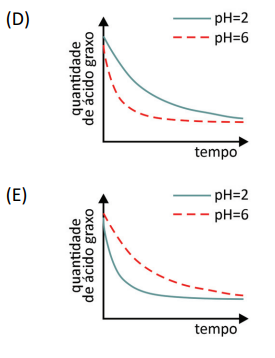 (D)
pH=2
pH=6
quantidade
de ácido graxo
tempo
(E)
pH=2
pH=6
quantidade
de ácido graxo
tempo